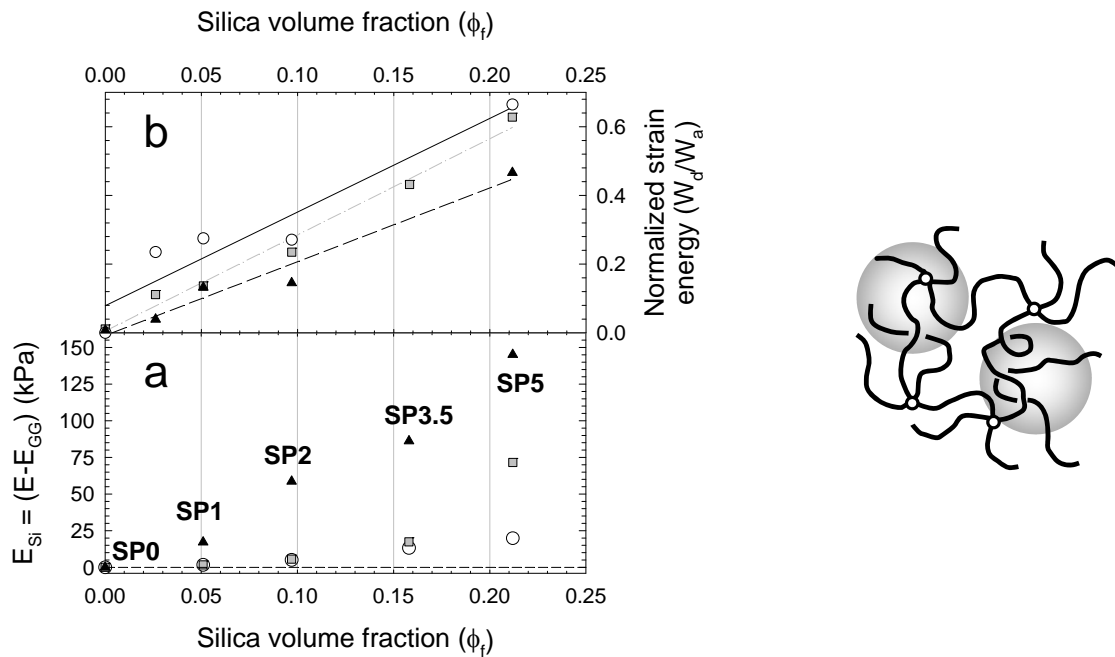 Silica volume fraction (ϕf)
0.00 0.05 0.10 0.15 0.20 0.25
b
0.6
0.4
0.2
0.0
Normalized strain
energy (Wd/Wa)
150
125
100
75
50
25
0
ESi = (E-EGG) (kPa)
a
SP5
SP3.5
SP2
SP1
SP0
0.00 0.05 0.10 0.15 0.20 0.25
Silica volume fraction (ϕf)